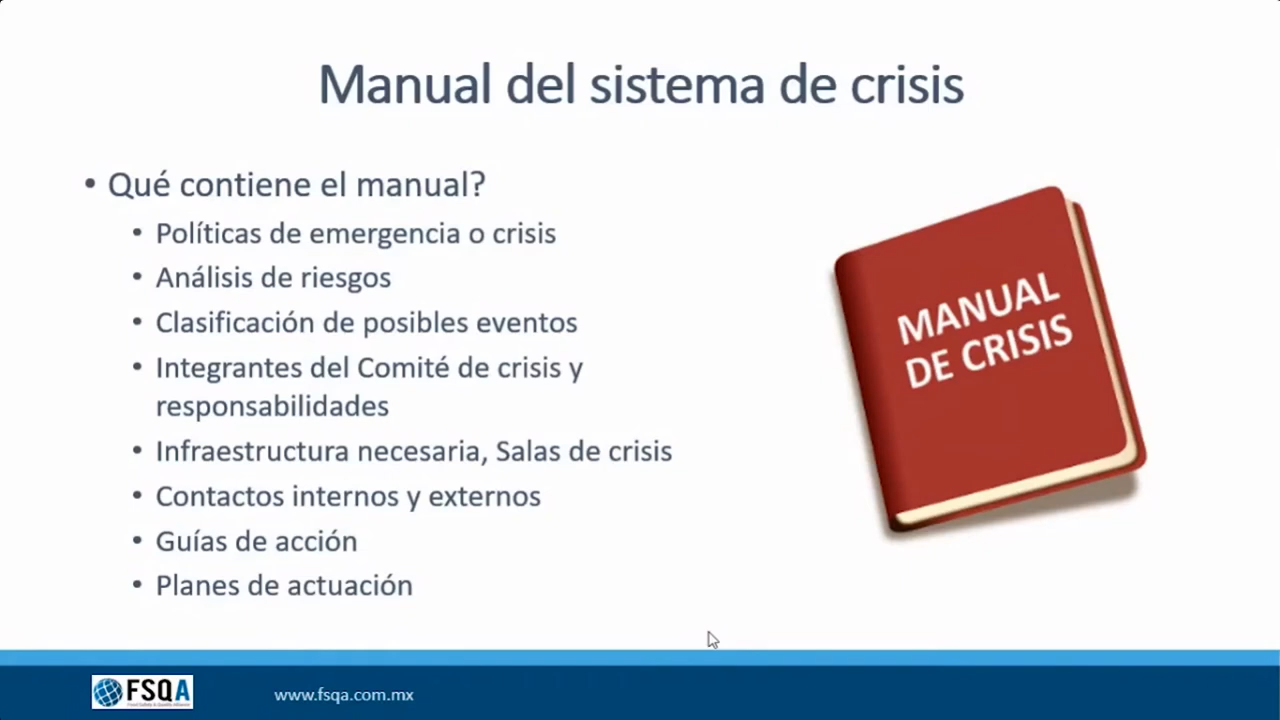 Manual del sistema de crisis
• Qué contiene el manual?
• Políticas de emergencia o crisis
• Análisis de riesgos
• Clasificación de posibles eventos
• Integrantes del Comité de crisis y
responsabilidades
• Infraestructura necesaria, Salas de crisis
• Contactos internos y externos
• Guías de acción
• Planes de actuación
MANUAL
DE CRISIS
FSQA
www.fsqa.com.mx